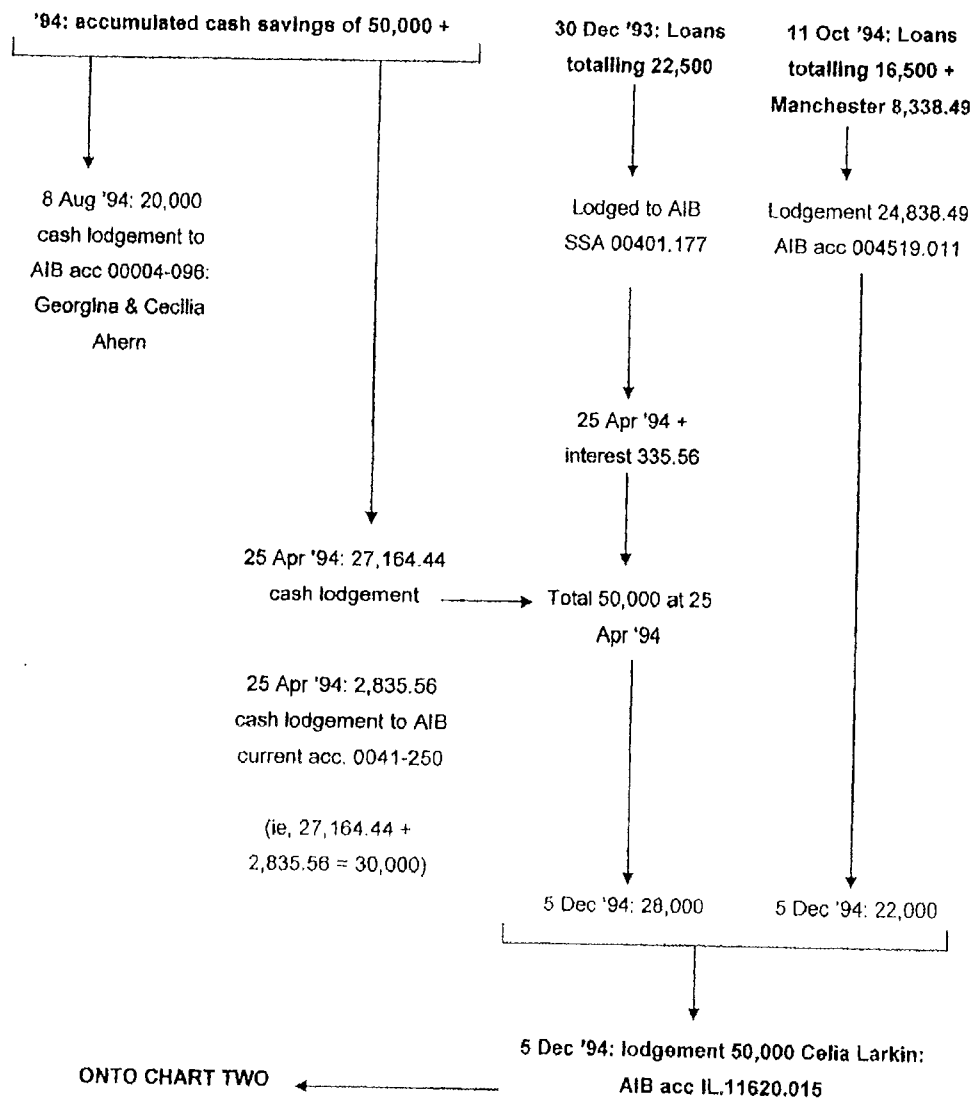 '94: accumulated cash savings of 50,000 +
30 Dec '93: Loans
totalling 22,500
11 Oct '94: Loans
totalling 16,500 +
Manchester 8,338.49
8 Aug '94: 20,000
cash lodgement to
AIB acc 00004-096:
Georgina & Cecilia
Ahern
Lodged to AIB
SSA 00401.177
Lodgement 24,838.49
AIB acc 004519.011
25 Apr '94 +
interest 335.56
25 Apr '94: 27,164.44
cash lodgement
Total 50,000 at 25
Apr '94
25 Apr '94: 2,835.56
cash lodgement to AIB
current acc. 0041-250
(ie, 27,164.44 +
2,835.56 = 30,000)
5 Dec '94: 28,000
5 Dec '94: 22,000
5 Dec '94: lodgement 50,000 Celia Larkin:
AIB acc IL.11620.015
ONTO CHART TWO